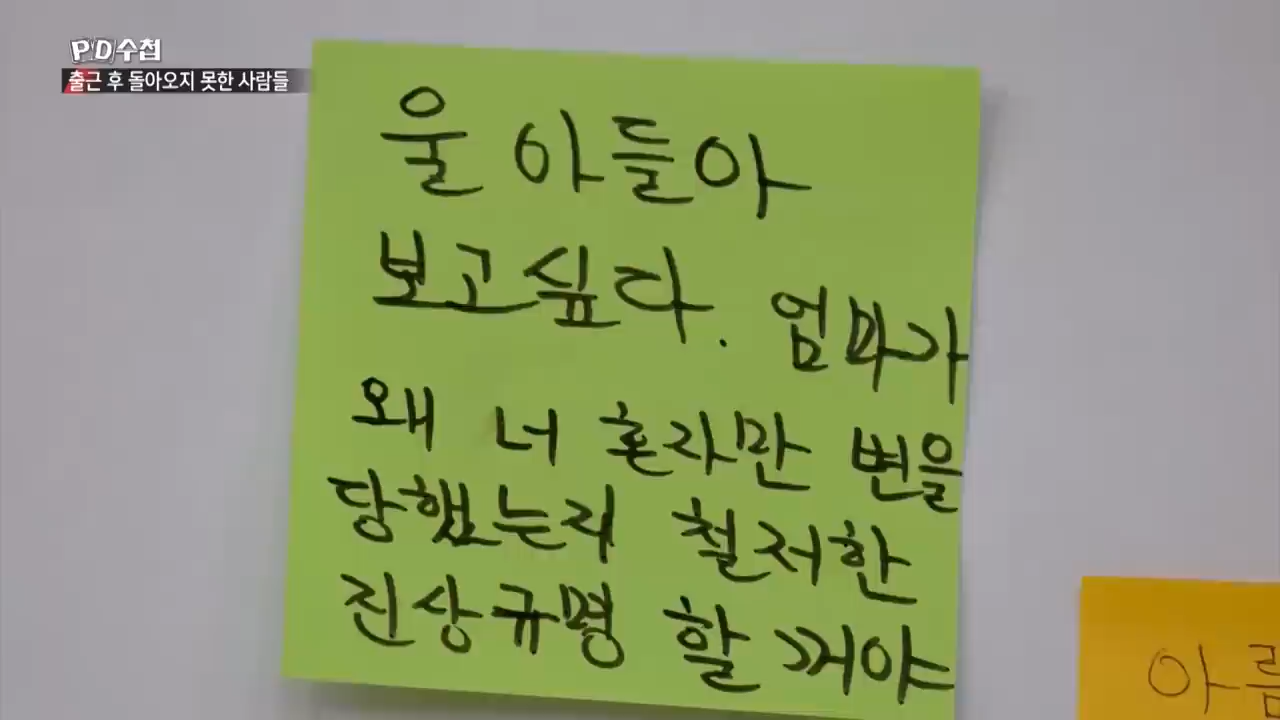 PD수첩
출근 후 돌아오지 못한 사람들
울 아들아
보고싶다. 엄마가
왜 너 혼자만 변을
당했는지 철저한
진상규명 할꺼야
아름